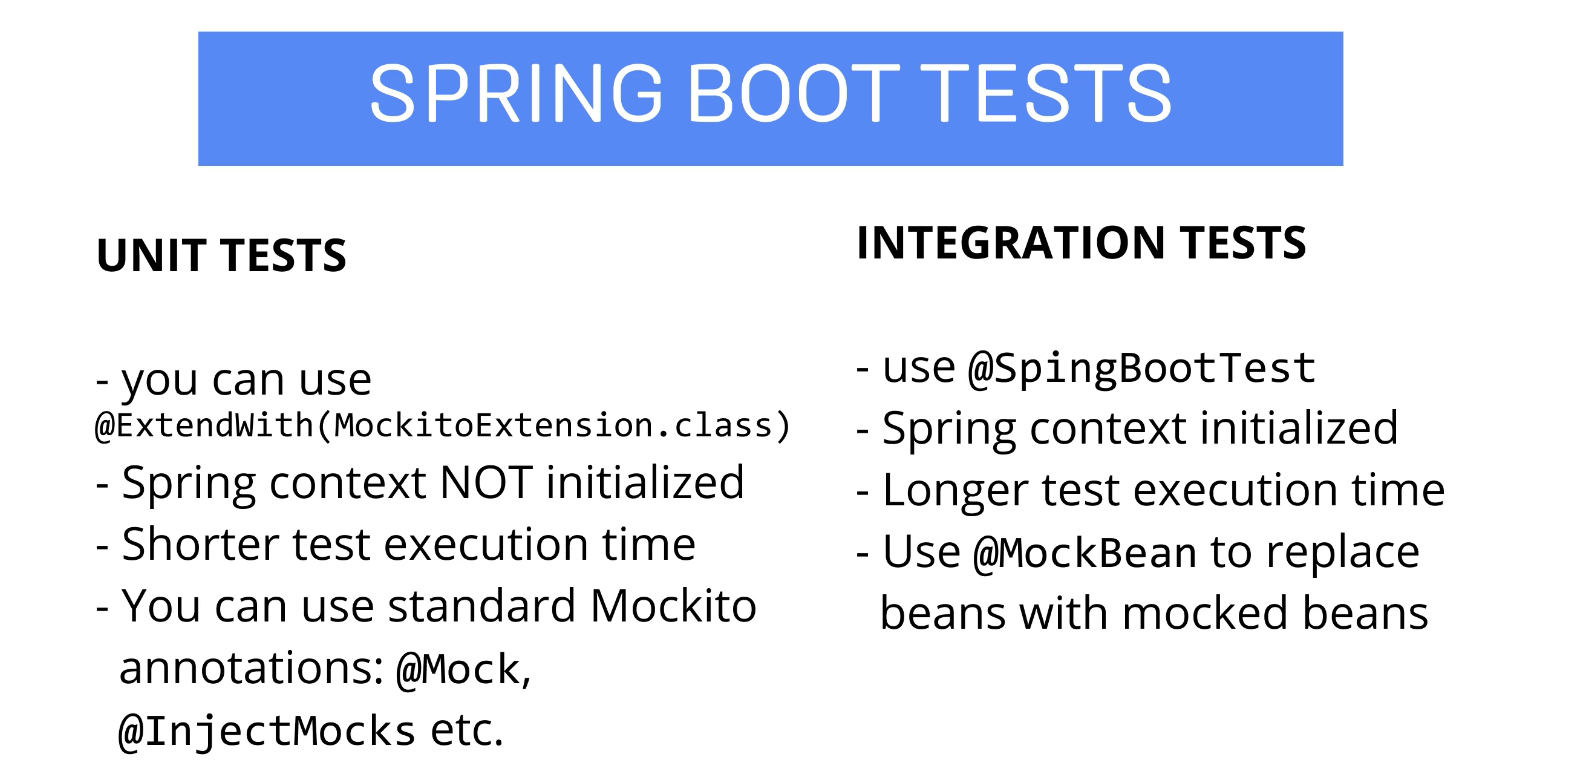 SPRING BOOT TESTS
UNIT TESTS
- you can use
@ExtendWith(MockitoExtension.class)
- Spring context NOT initialized
- Shorter test execution time
- You can use standard Mockito
annotations: @Mock,
@InjectMocks etc.
INTEGRATION TESTS
- use @SpingBootTest
- Spring context initialized
- Longer test execution time
- Use @MockBean to replace
beans with mocked beans